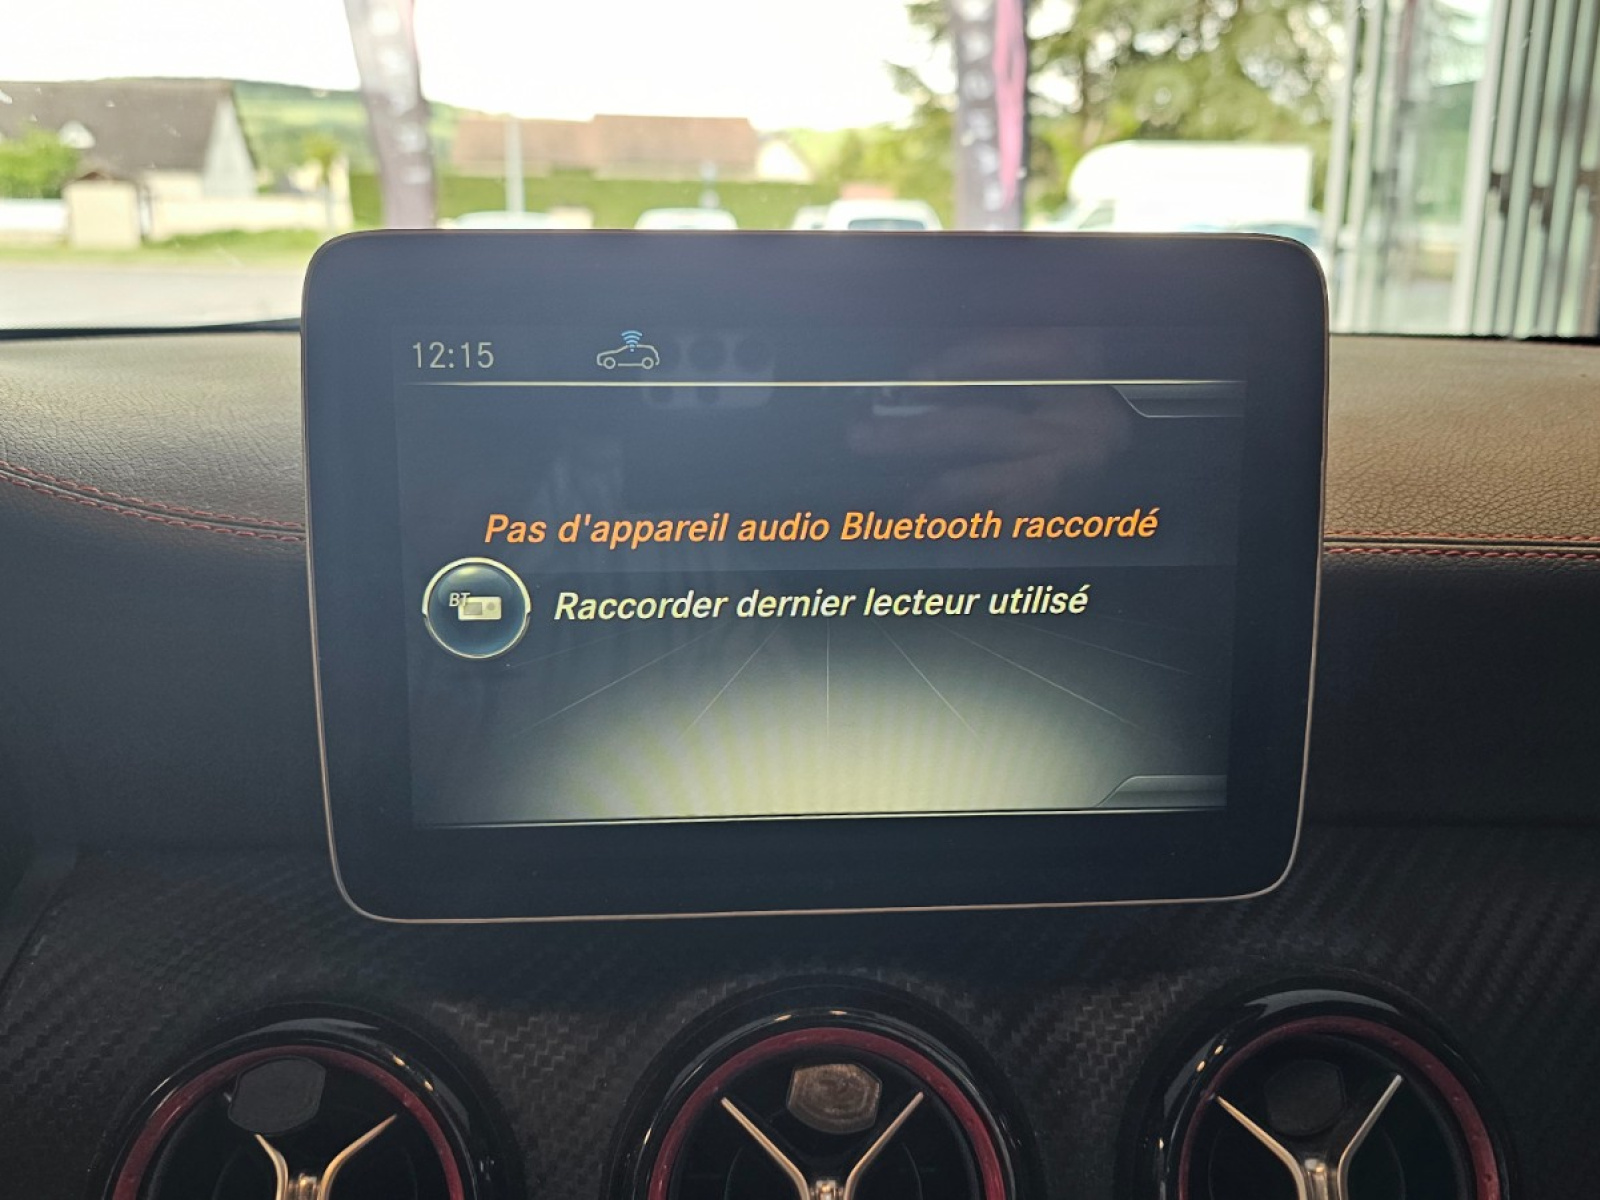 12:15
Pas d'appareil audio Bluetooth raccordé
BT
Raccorder dernier lecteur utilisé